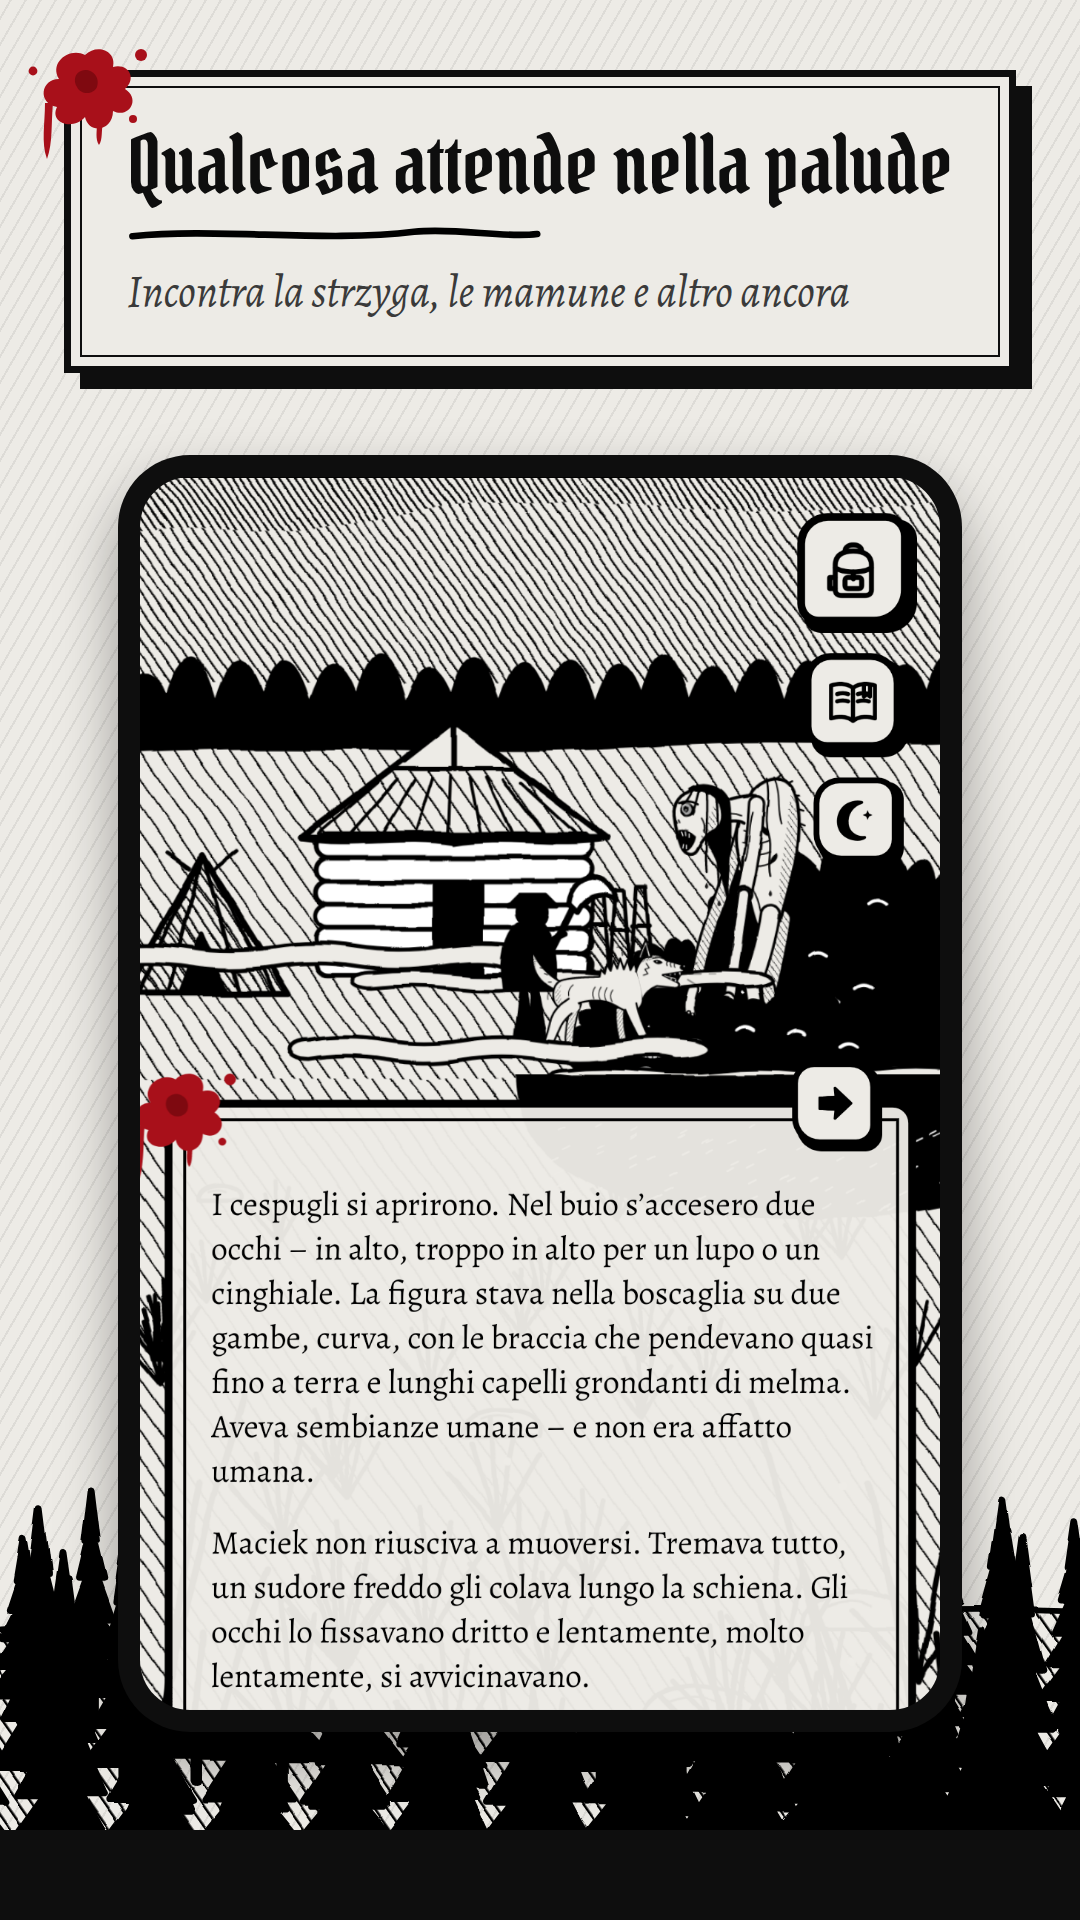 Qualcosa attende nella palude
Incontra la strzyga, le mamune e altro ancora
I cespugli si aprirono. Nel buio s’accesero due
occhi – in alto, troppo in alto per un lupo o un
cinghiale. La figura stava nella boscaglia su due
gambe, curva, con le braccia che pendevano quasi
fino a terra e lunghi capelli grondanti di melma.
Aveva sembianze umane – e non era affatto
umana.
Maciek non riusciva a muoversi. Tremava tutto,
un sudore freddo gli colava lungo la schiena. Gli
occhi lo fissavano dritto e lentamente, molto
lentamente, si avvicinavano.